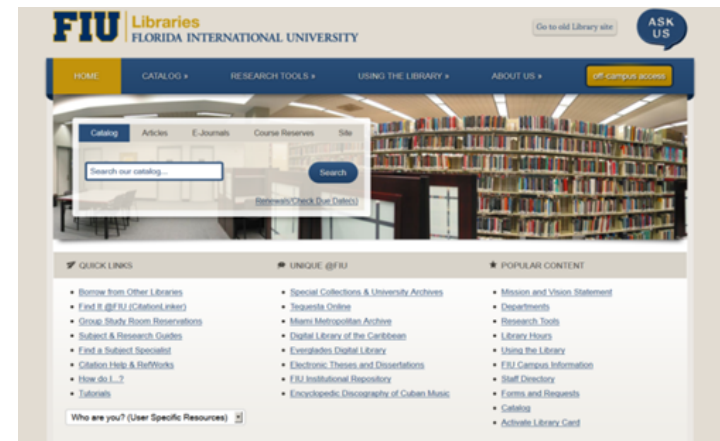 FIU Libraries
FLORIDA INTERNATIONAL UNIVERSITY
Go to old Library site
ASK US
HOME CATALOG » RESEARCH TOOLS » USING THE LIBRARY » ABOUT US » off-campus access
Catalog Articles E-Journals Course Reserves Site
Search our catalog... Search
Renewals/Check Due Date(s)
QUICK LINKS
Borrow from Other Libraries
Find It @FIU (CitationLinker)
Group Study Room Reservations
Subject & Research Guides
Find a Subject Specialist
Citation Help & RefWorks
How do I...?
Tutorials
Who are you? (User Specific Resources)
UNIQUE @FIU
Special Collections & University Archives
Tequesta Online
Miami Metropolitan Archive
Digital Library of the Caribbean
Everglades Digital Library
Electronic Theses and Dissertations
FIU Institutional Repository
Encyclopedic Discography of Cuban Music
POPULAR CONTENT
Mission and Vision Statement
Departments
Research Tools
Library Hours
Using the Library
FIU Campus Information
Staff Directory
Forms and Requests
Catalog
Activate Library Card